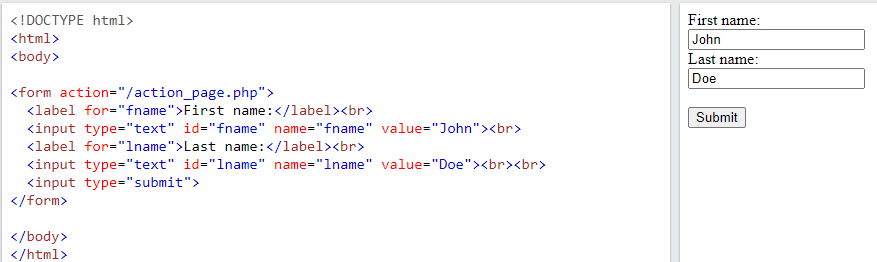 <!DOCTYPE html>
<html>
<body>

<form action="/action_page.php">
  <label for="fname">First name:</label><br>
  <input type="text" id="fname" name="fname" value="John"><br>
  <label for="lname">Last name:</label><br>
  <input type="text" id="lname" name="lname" value="Doe"><br><br>
  <input type="submit">
</form>

</body>
</html>
First name:
John
Last name:
Doe
Submit